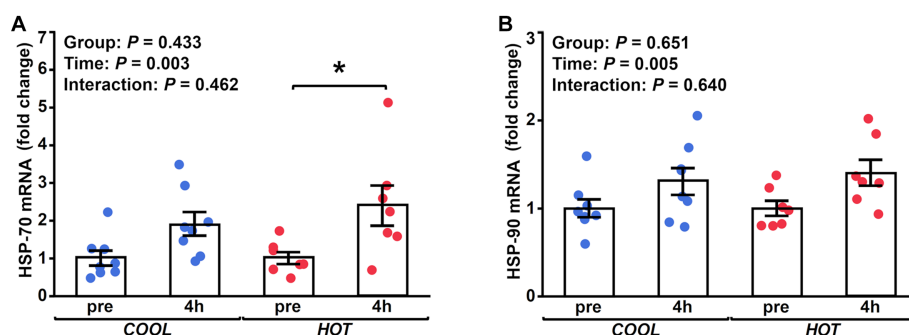 A
HSP-70 mRNA (fold change)
7
6
5
4
3
2
1
0
Group: P = 0.433
Time: P = 0.003
Interaction: P = 0.462
*
pre 4h pre 4h
COOL HOT
B
HSP-90 mRNA (fold change)
3
2
1
0
Group: P = 0.651
Time: P = 0.005
Interaction: P = 0.640
pre 4h pre 4h
COOL HOT